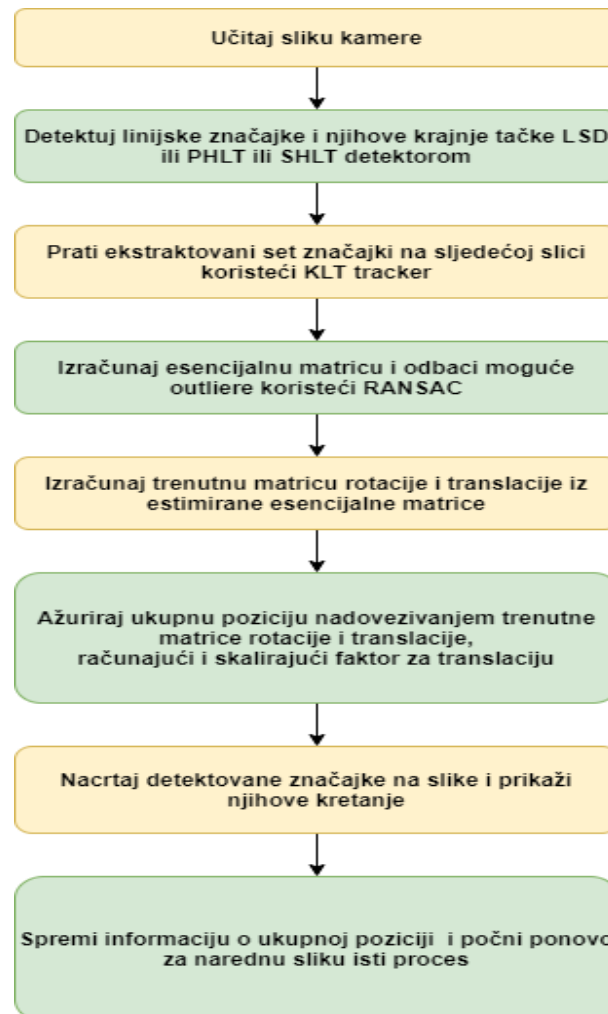 Učitaj sliku kamere
Detektuj linijske značajke i njihove krajnje tačke LSD
ili PHLT ili SHLT detektorom
Prati ekstraktovani set značajki na sljedećoj slici
koristeći KLT tracker
Izračunaj esencijalnu matricu i odbaci moguće
outliere koristeći RANSAC
Izračunaj trenutnu matricu rotacije i translacije iz
estimirane esencijalne matrice
Ažuriraj ukupnu poziciju nadovezivanjem trenutne
matrice rotacije i translacije,
računajući i skalirajući faktor za translaciju
Nacrtaj detektovane značajke na slike i prikaži
njihove kretanje
Spremi informaciju o ukupnoj poziciji i počni ponovo
za narednu sliku isti proces